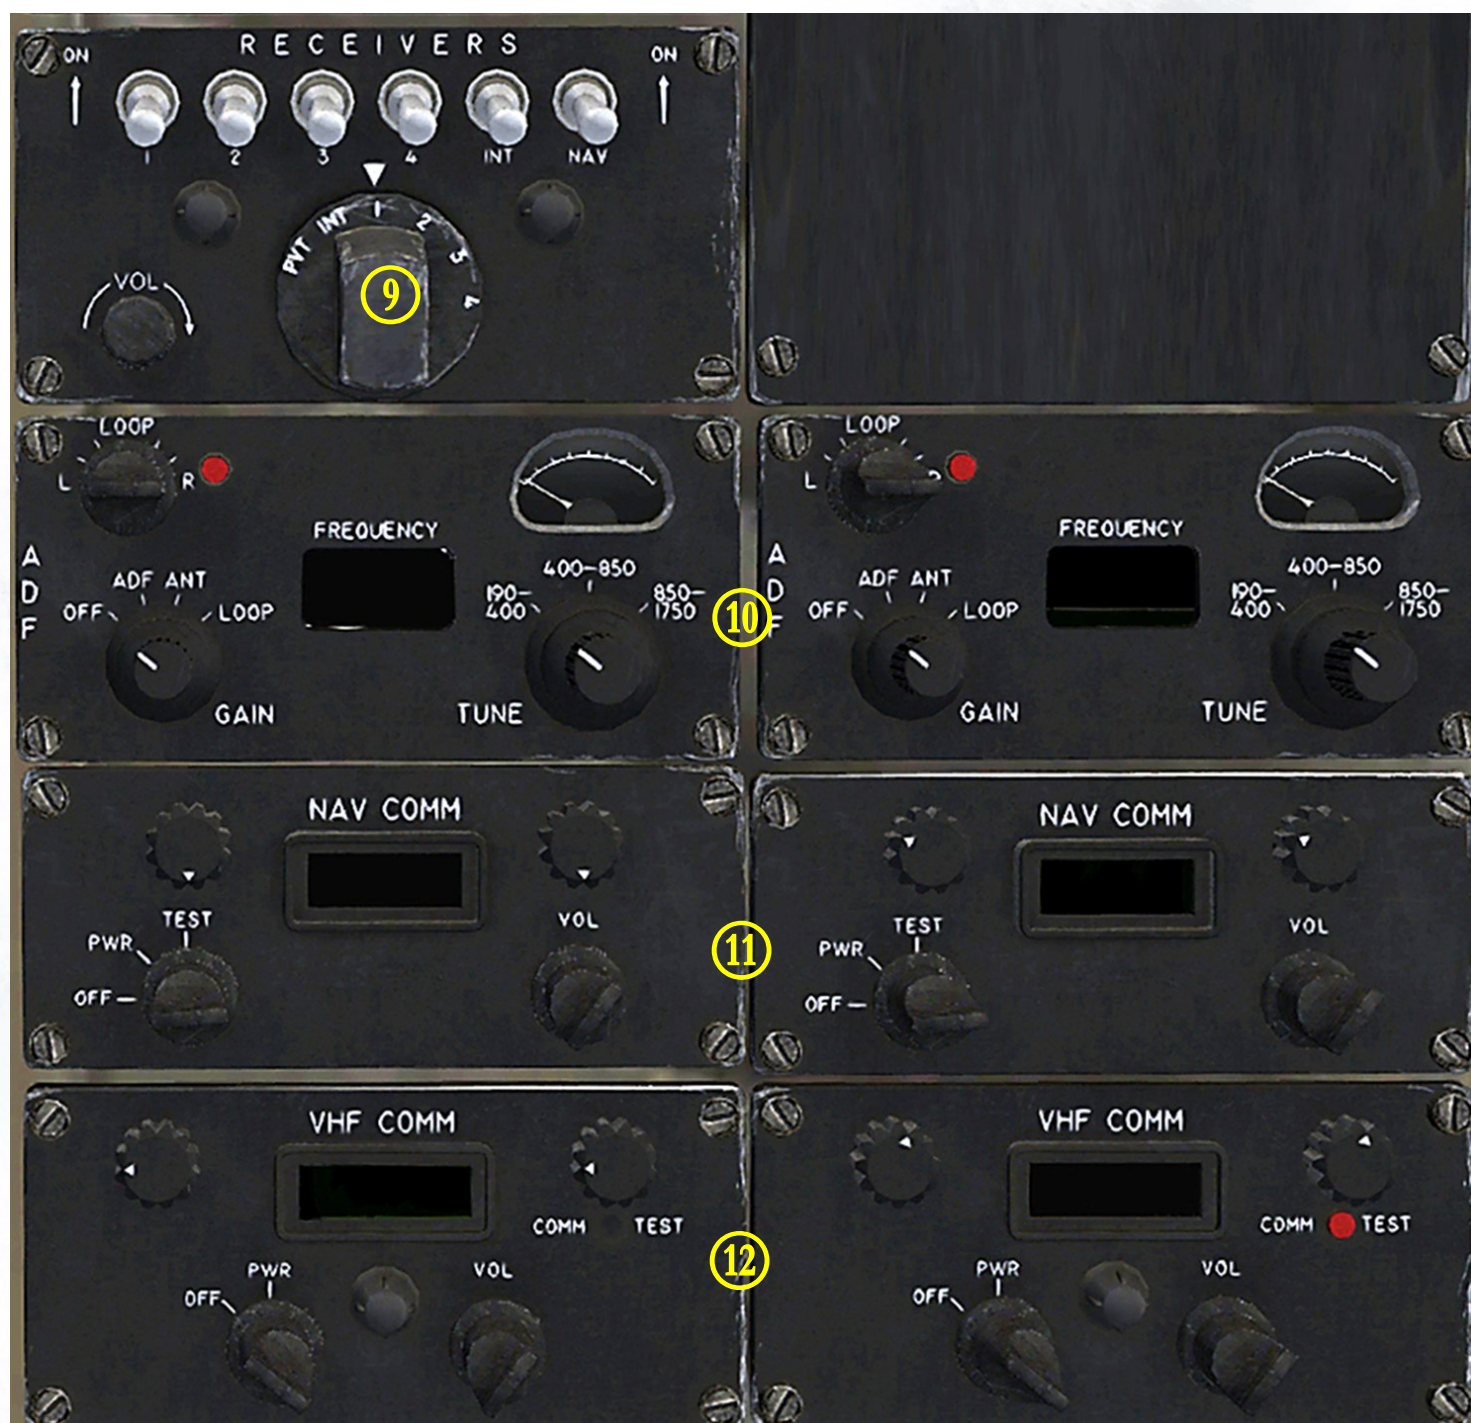 RECEIVERS
ON ON
1 2 3 4 INT NAV
PVT INT 1 2 3 4
⑨
VOL
LOOP
L R
FREQUENCY
ADF
OFF ADF ANT LOOP
GAIN
190-400 400-850 850-1750
TUNE
LOOP
L
FREQUENCY
ADF
OFF ADF ANT LOOP
GAIN
190-400 400-850 850-1750
TUNE
⑩
NAV COMM
TEST
PWR
OFF
VOL
NAV COMM
TEST
PWR
OFF
VOL
⑪
VHF COMM
COMM TEST
PWR
OFF
VOL
VHF COMM
COMM TEST
PWR
OFF
VOL
⑫